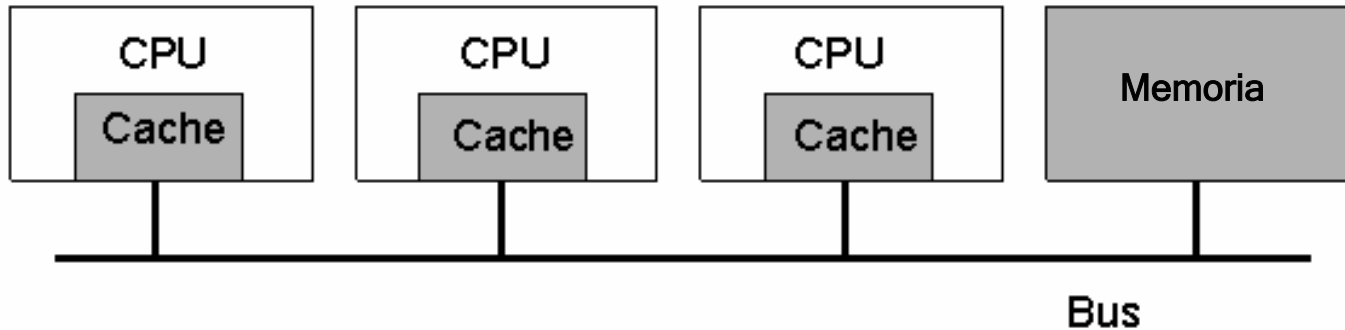 CPU
Cache
CPU
Cache
CPU
Cache
Memoria
Bus